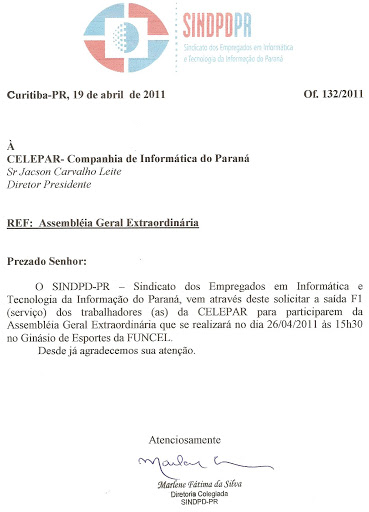 SINDPDPR
Sindicato dos Empregados em Informática
e Tecnologia da Informação do Paraná
Curitiba-PR, 19 de abril de 2011 Of. 132/2011
À
CELEPAR- Companhia de Informática do Paraná
Sr Jacson Carvalho Leite
Diretor Presidente
REF: Assembléia Geral Extraordinária
Prezado Senhor:
O SINDPD-PR – Sindicato dos Empregados em Informática e
Tecnologia da Informação do Paraná, vem através deste solicitar a saída F1
(serviço) dos trabalhadores (as) da CELEPAR para participarem da
Assembléia Geral Extraordinária que se realizará no dia 26/04/2011 às 15h30
no Ginásio de Esportes da FUNCEL.
Desde já agradecemos sua atenção.
Atenciosamente
Marlene Fátima da Silva
Diretoria Colegiada
SINDPD-PR